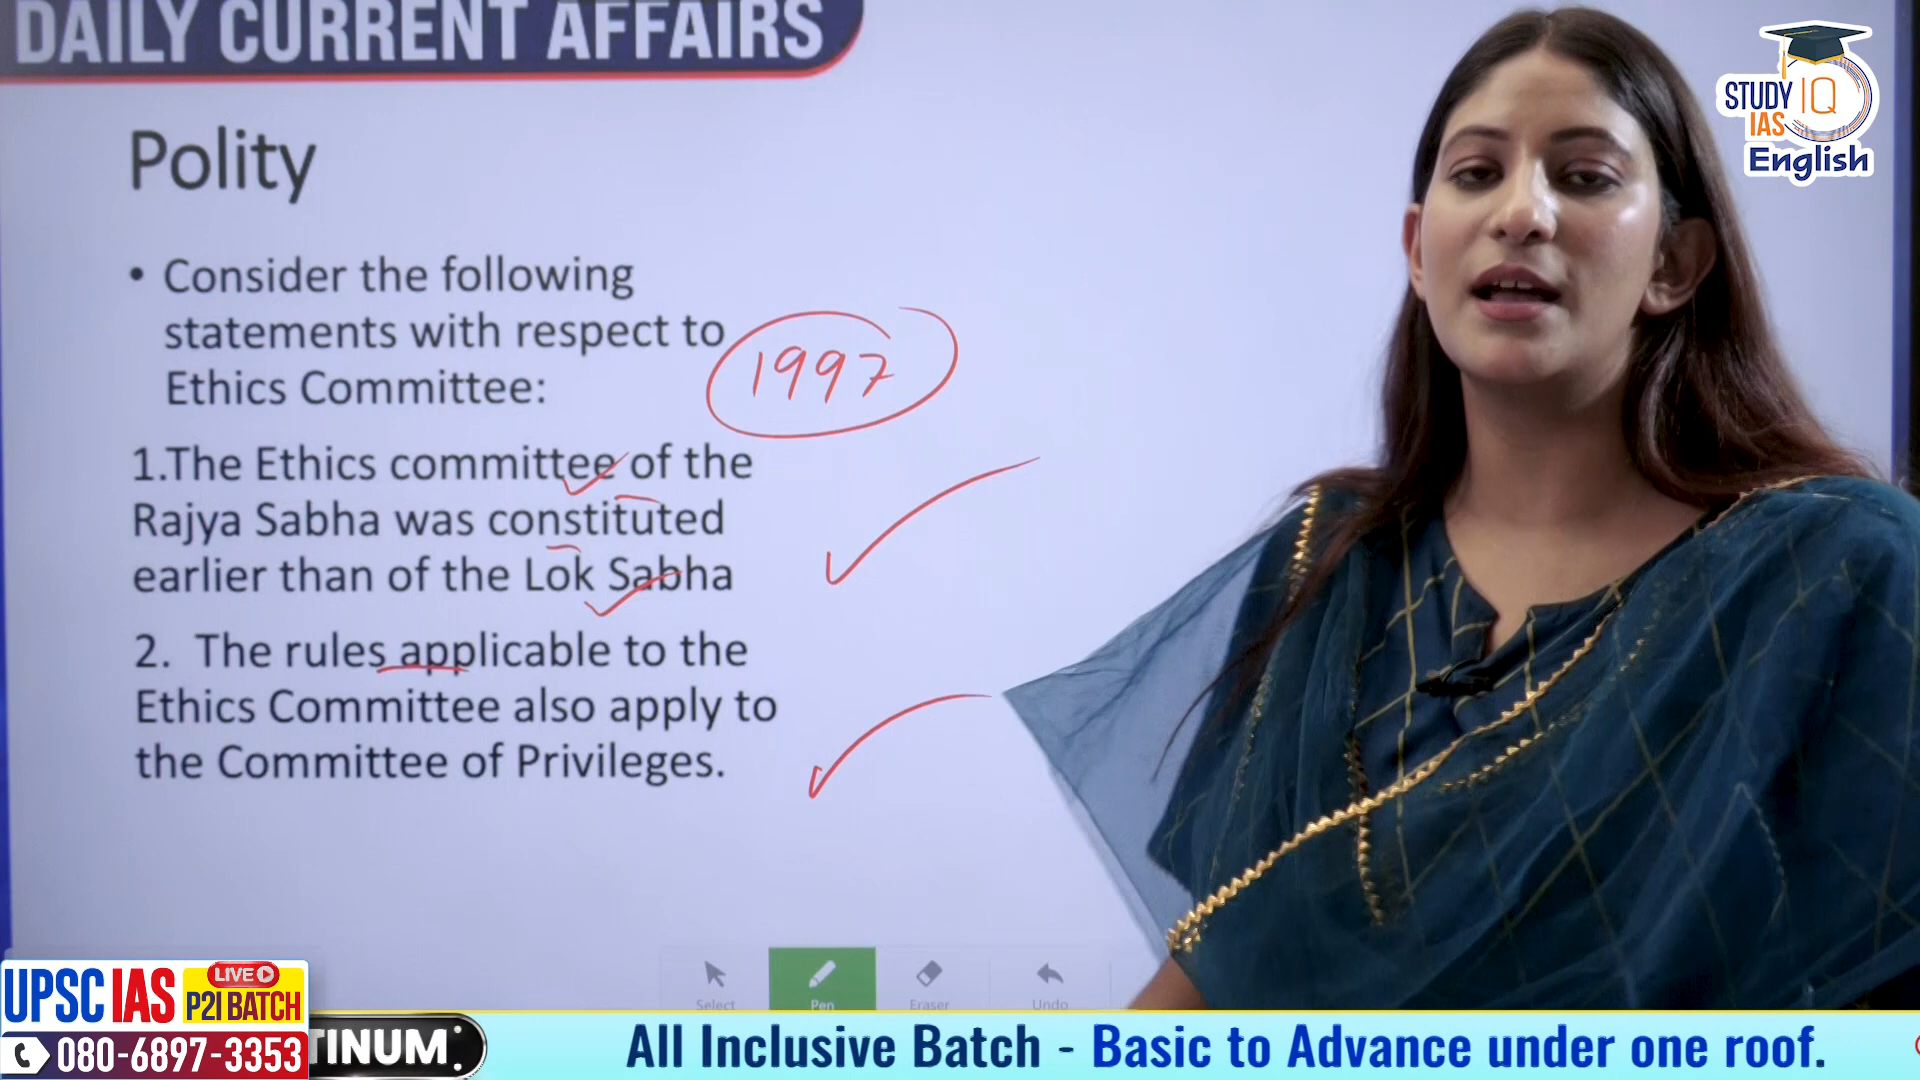 DAILY CURRENT AFFAIRS
STUDY IQ
IAS
English
Polity
• Consider the following
statements with respect to
Ethics Committee:
1997
1.The Ethics committee of the
Rajya Sabha was constituted
earlier than of the Lok Sabha
2. The rules applicable to the
Ethics Committee also apply to
the Committee of Privileges.
Select
Pen
Eraser
Undo
UPSC IAS LIVE
P2I BATCH
080-6897-3353
TINUM:
All Inclusive Batch - Basic to Advance under one roof.